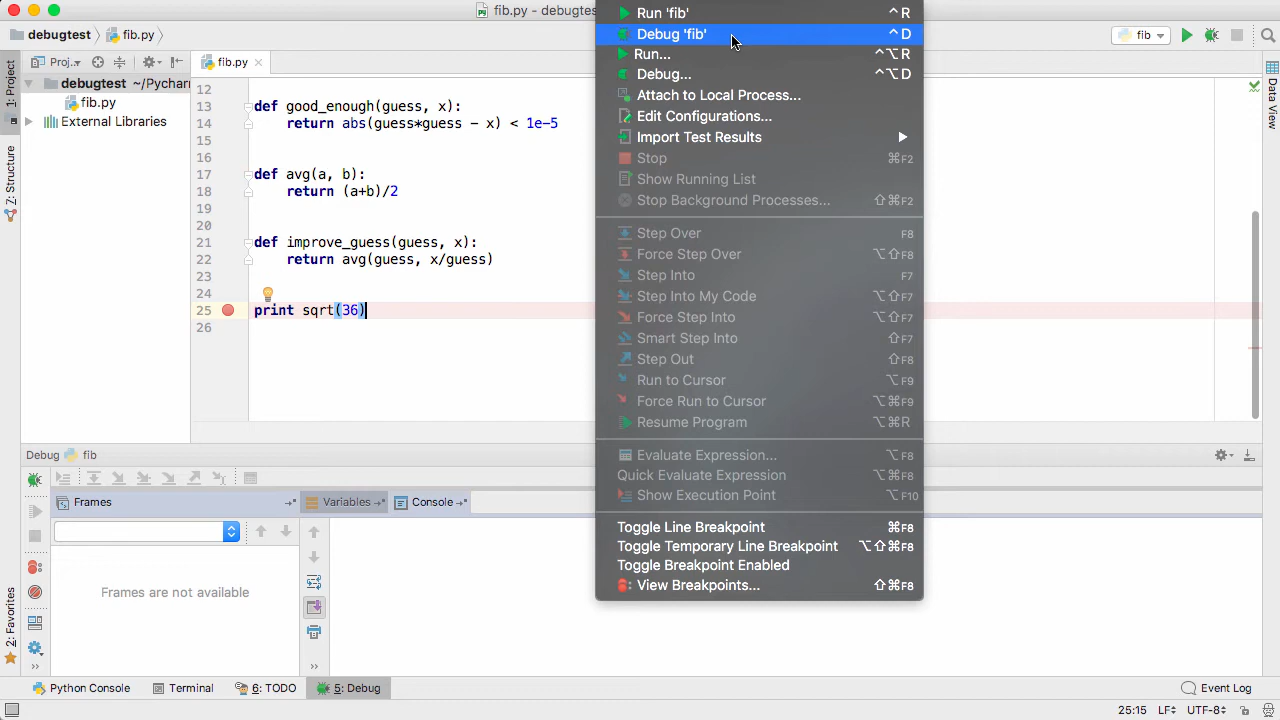 fib.py - debugtes
debugtest
fib.py
fib
1: Project
Proj..
fib.py
debugtest ~/Pychar
fib.py
External Libraries
Z: Structure
Data View
12
13 def good_enough(guess, x):
14 return abs(guess*guess - x) < 1e-5
15
16
17 def avg(a, b):
18 return (a+b)/2
19
20
21 def improve_guess(guess, x):
22 return avg(guess, x/guess)
23
24
25 print sqrt(36)
26
Run 'fib' ^R
Debug 'fib' ^D
Run... ^⌥R
Debug... ^⌥D
Attach to Local Process...
Edit Configurations...
Import Test Results
Stop ⌘F2
Show Running List
Stop Background Processes... ⇧⌘F2
Step Over F8
Force Step Over ⌥⇧F8
Step Into F7
Step Into My Code ⌥⇧F7
Force Step Into ⌥⇧F7
Smart Step Into ⇧F7
Step Out ⇧F8
Run to Cursor ⌥F9
Force Run to Cursor ⌥⌘F9
Resume Program ⌥⌘R
Evaluate Expression... ⌥F8
Quick Evaluate Expression ⌥⌘F8
Show Execution Point ⌥F10
Toggle Line Breakpoint ⌘F8
Toggle Temporary Line Breakpoint ⌥⇧⌘F8
Toggle Breakpoint Enabled
View Breakpoints... ⇧⌘F8
Debug fib
Frames
Variables
Console
Frames are not available
2: Favorites
Python Console
Terminal
6: TODO
5: Debug
Event Log
25:15 LF÷ UTF-8÷